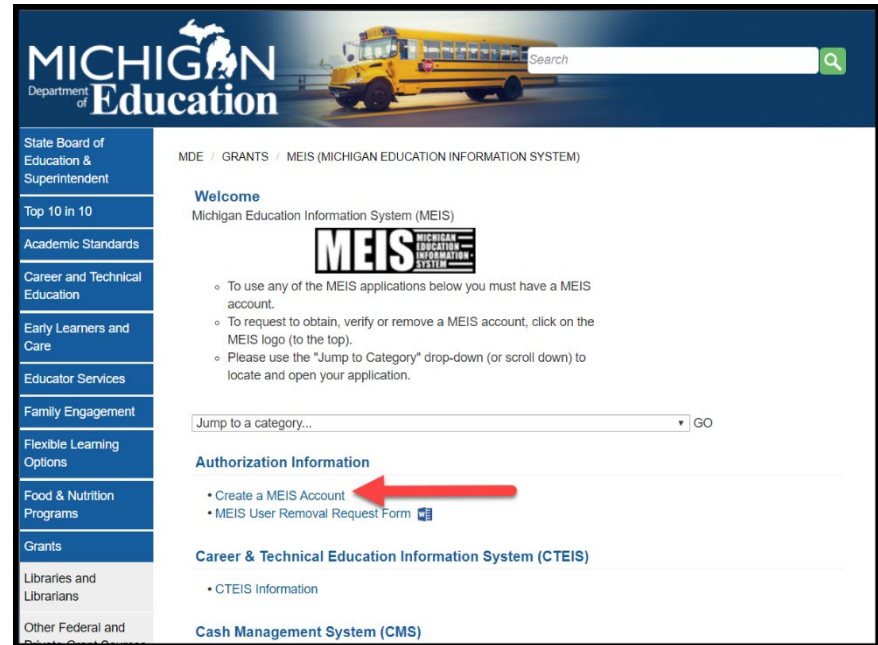 MICHIGAN
Department of Education
Search
State Board of
Education &
Superintendent
Top 10 in 10
Academic Standards
Career and Technical
Education
Early Learners and
Care
Educator Services
Family Engagement
Flexible Learning
Options
Food & Nutrition
Programs
Grants
Libraries and
Librarians
Other Federal and
Private Grant Sources
MDE / GRANTS / MEIS (MICHIGAN EDUCATION INFORMATION SYSTEM)
Welcome
Michigan Education Information System (MEIS)
MEIS
MICHIGAN
EDUCATION
INFORMATION
SYSTEM
To use any of the MEIS applications below you must have a MEIS
account.
To request to obtain, verify or remove a MEIS account, click on the
MEIS logo (to the top).
Please use the "Jump to Category" drop-down (or scroll down) to
locate and open your application.
Jump to a category... GO
Authorization Information
• Create a MEIS Account
• MEIS User Removal Request Form
Career & Technical Education Information System (CTEIS)
• CTEIS Information
Cash Management System (CMS)